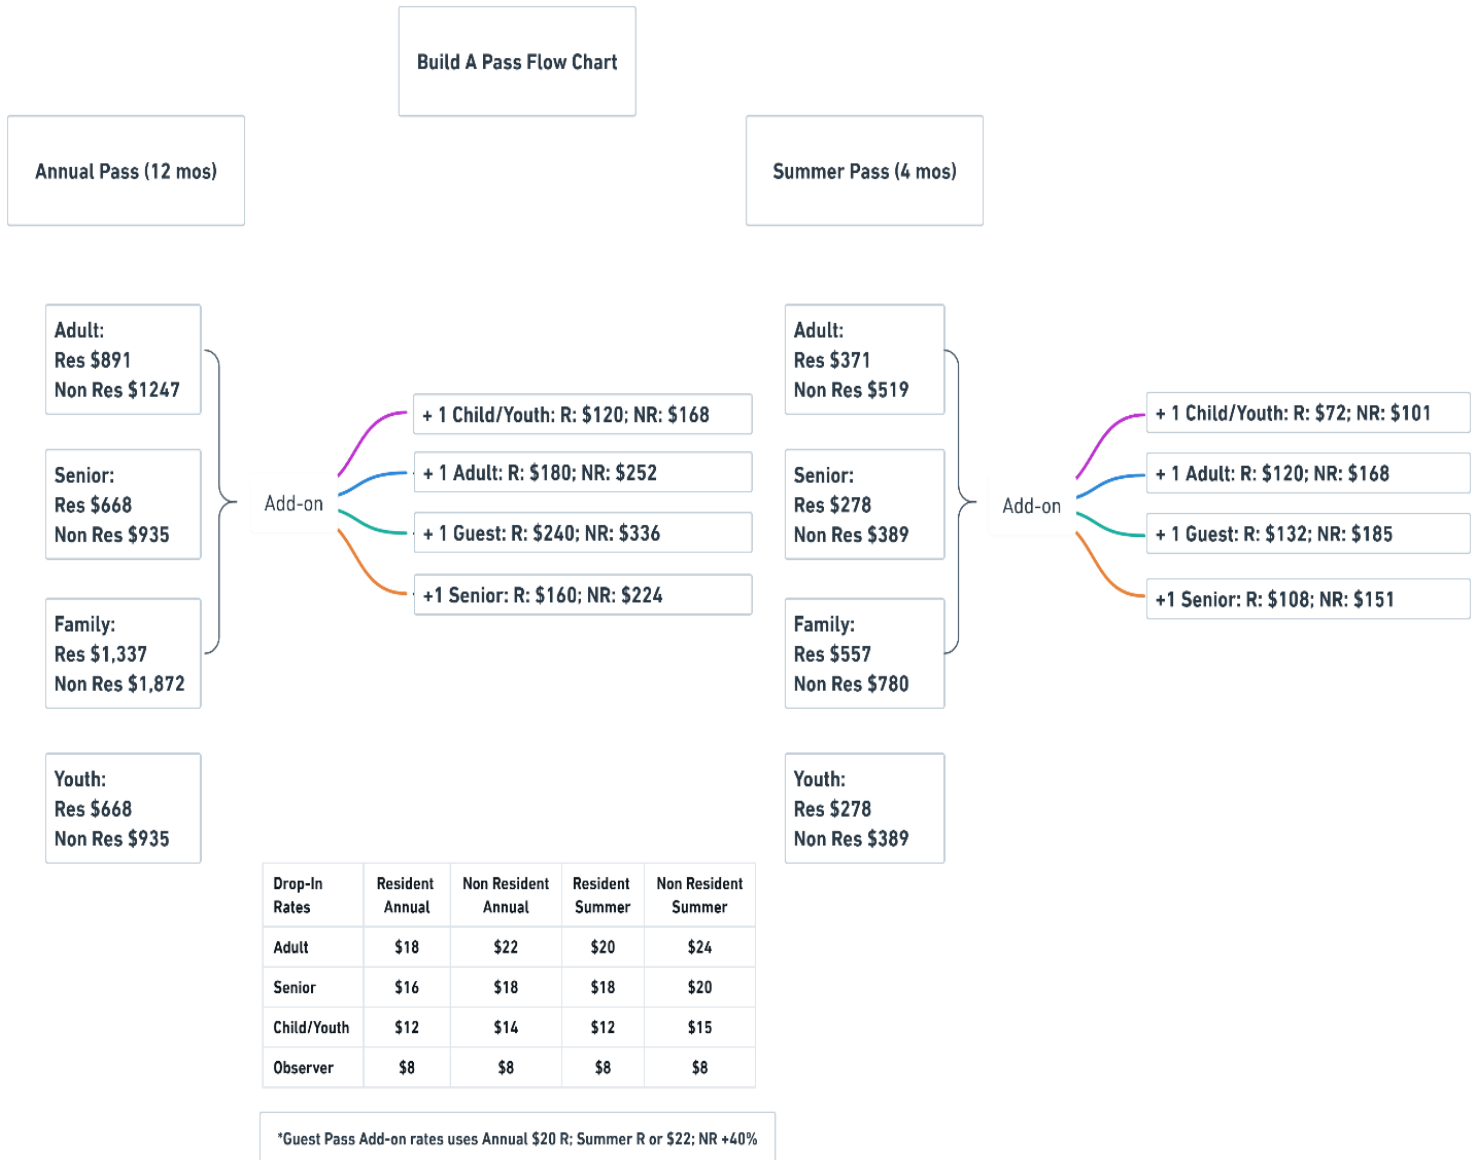 Build A Pass Flow Chart
Annual Pass (12 mos)
Summer Pass (4 mos)
Adult:
Res $891
Non Res $1247
Senior:
Res $668
Non Res $935
Family:
Res $1,337
Non Res $1,872
Youth:
Res $668
Non Res $935
Add-on
+ 1 Child/Youth: R: $120; NR: $168
+ 1 Adult: R: $180; NR: $252
+ 1 Guest: R: $240; NR: $336
+1 Senior: R: $160; NR: $224
Adult:
Res $371
Non Res $519
Senior:
Res $278
Non Res $389
Family:
Res $557
Non Res $780
Youth:
Res $278
Non Res $389
Add-on
+ 1 Child/Youth: R: $72; NR: $101
+ 1 Adult: R: $120; NR: $168
+ 1 Guest: R: $132; NR: $185
+1 Senior: R: $108; NR: $151
Drop-In Rates Resident Annual Non Resident Annual Resident Summer Non Resident Summer
Adult $18 $22 $20 $24
Senior $16 $18 $18 $20
Child/Youth $12 $14 $12 $15
Observer $8 $8 $8 $8
*Guest Pass Add-on rates uses Annual $20 R; Summer R or $22; NR +40%